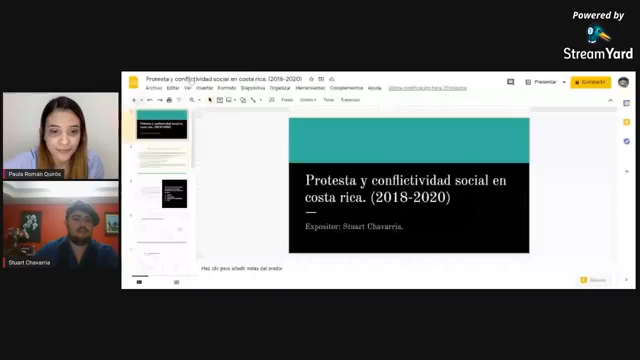 Powered by
StreamYard
Protesta y conflictividad social en costa rica. (2018-2020)
Archivo Editar Ver Insertar Formato Diapositiva Organizar Herramientas Complementos Ayuda
Presentar
Compartir
Fondo Diseño Tema Transición
Protesta y conflictividad social en
costa rica. (2018-2020)
Expositor: Stuart Chavarria.
Paula Román Quirós
Stuart Chavarria
Haz clic para añadir notas del orador